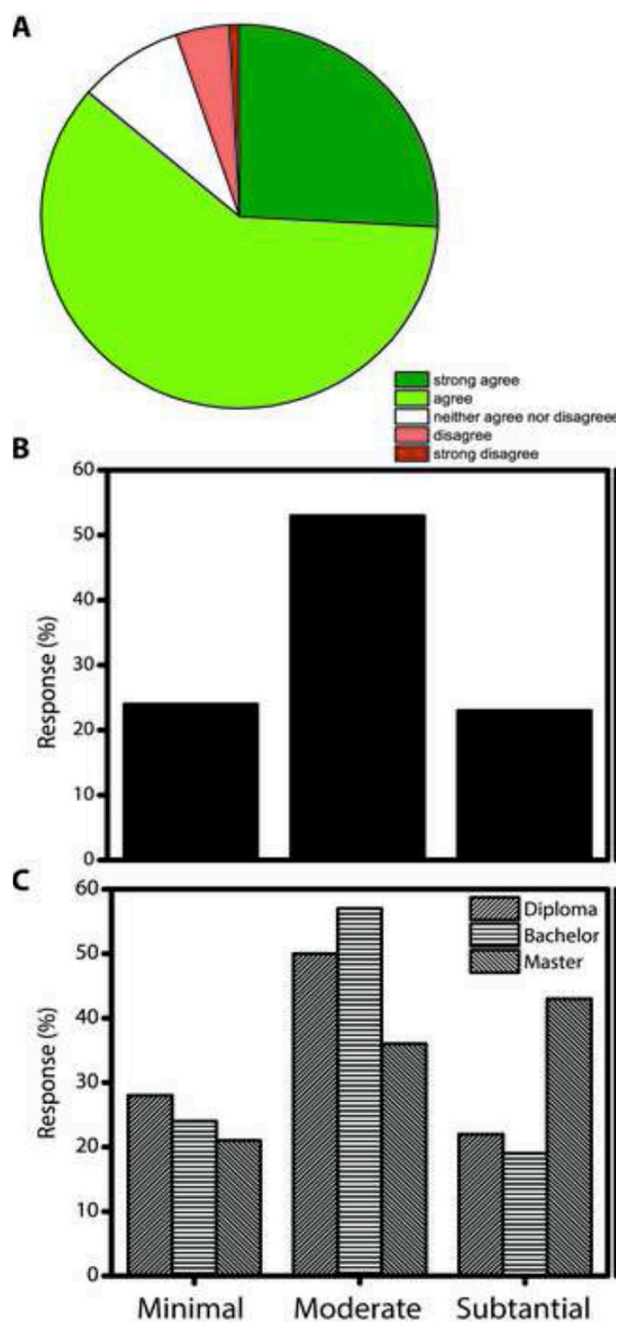 A
strong agree
agree
neither agree nor disagree
disagree
strong disagree
B
60
50
40
30
20
10
0
Response (%)
C
60
50
40
30
20
10
0
Response (%)
Diploma
Bachelor
Master
Minimal Moderate Subtantial